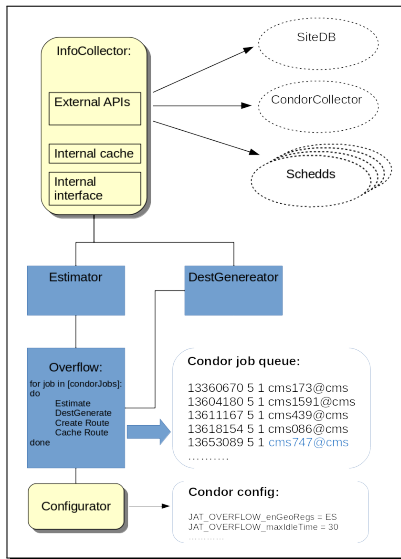 InfoCollector:
External APIs
Internal cache
Internal
interface
SiteDB
CondorCollector
Schedds
Estimator
DestGenereator
Overflow:
for job in [condorJobs]:
do
Estimate
DestGenerate
Create Route
Cache Route
done
Condor job queue:
13360670 5 1 cms173@cms
13604180 5 1 cms1591@cms
13611167 5 1 cms439@cms
13618154 5 1 cms086@cms
13653089 5 1 cms747@cms
..........
Configurator
Condor config:
JAT_OVERFLOW_enGeoRegs = ES
JAT_OVERFLOW_maxIdleTime = 30
...........